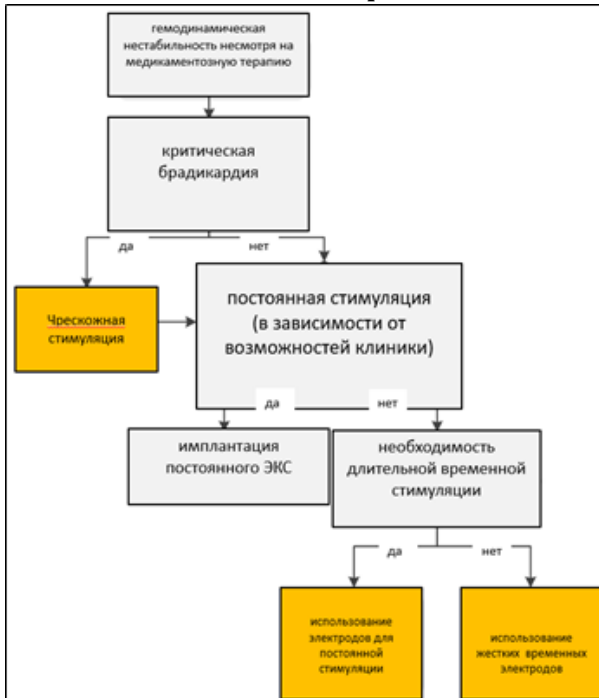 гемодинамическая
нестабильность несмотря на
медикаментозную терапию
критическая
брадикардия
да
нет
Чрескожная
стимуляция
постоянная стимуляция
(в зависимости от
возможностей клиники)
да
нет
имплантация
постоянного ЭКС
необходимость
длительной временной
стимуляции
да
нет
использование
электродов для
постоянной
стимуляции
использование
жестких временных
электродов